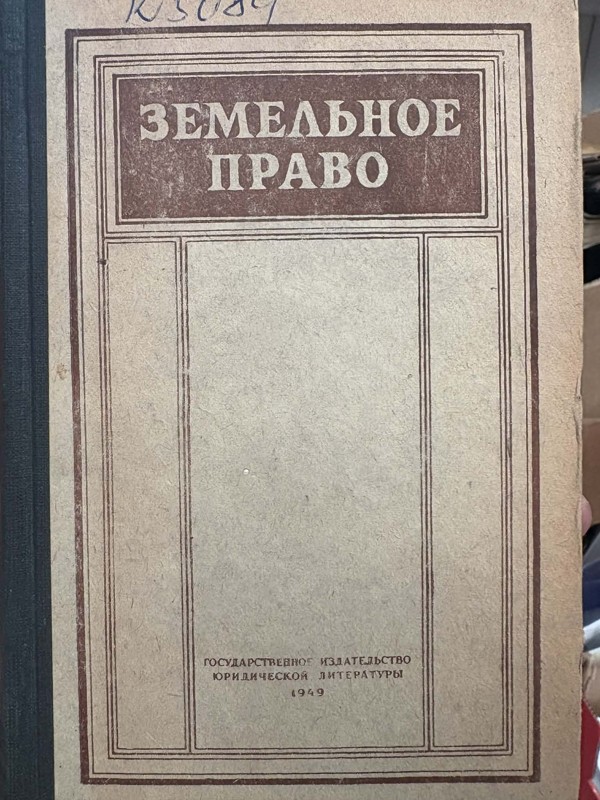 ЗЕМЕЛЬНОЕ
ПРАВО
ГОСУДАРСТВЕННОЕ ИЗДАТЕЛЬСТВО
ЮРИДИЧЕСКОЙ ЛИТЕРАТУРЫ
1949